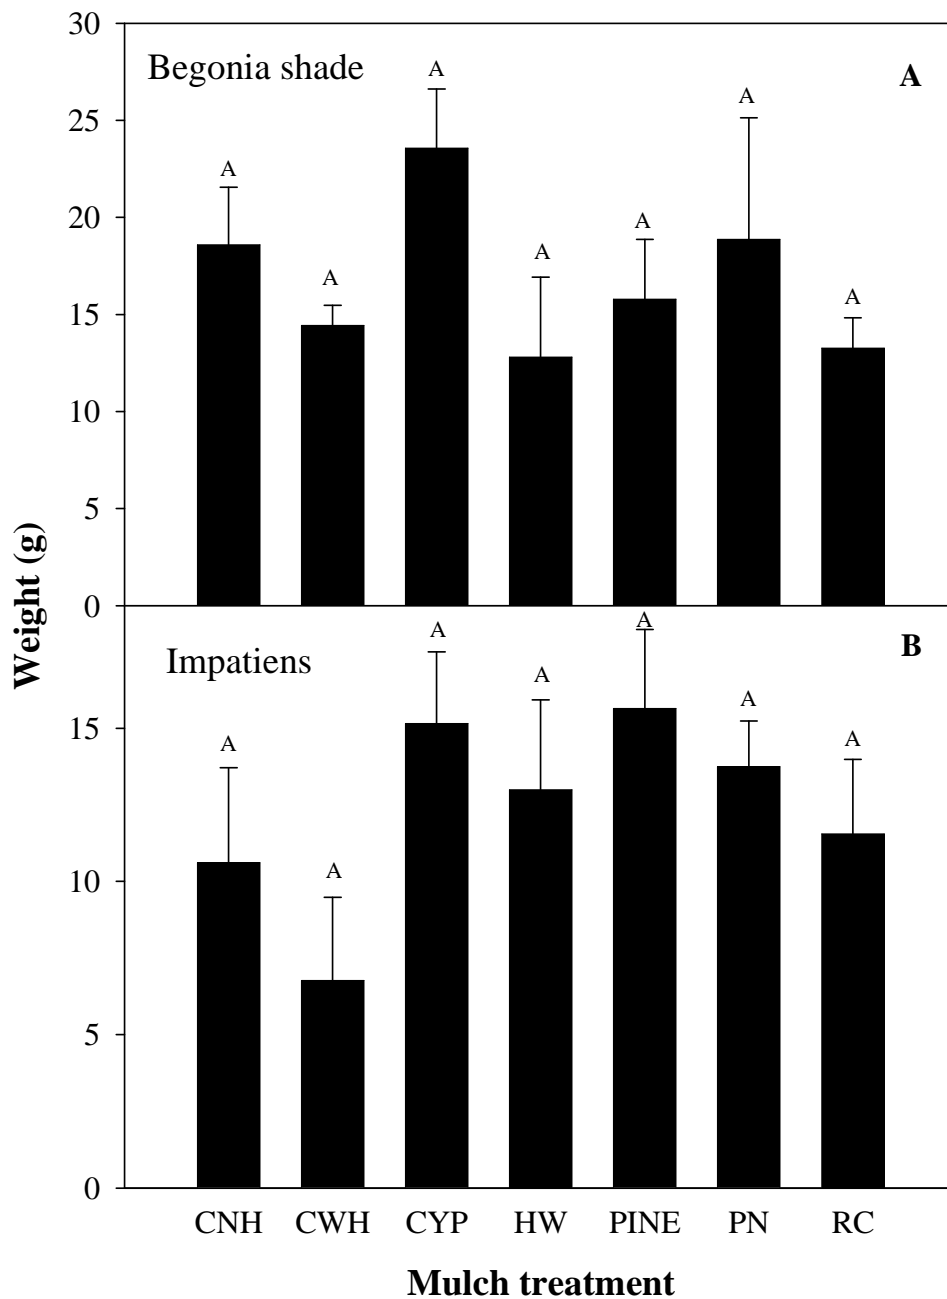 30
Begonia shade
A
A
A
A
A
A
A
A
25
20
15
10
5
0
Weight (g)
Impatiens
B
A
A
A
A
A
A
A
15
10
5
0
CNH CWH CYP HW PINE PN RC
Mulch treatment